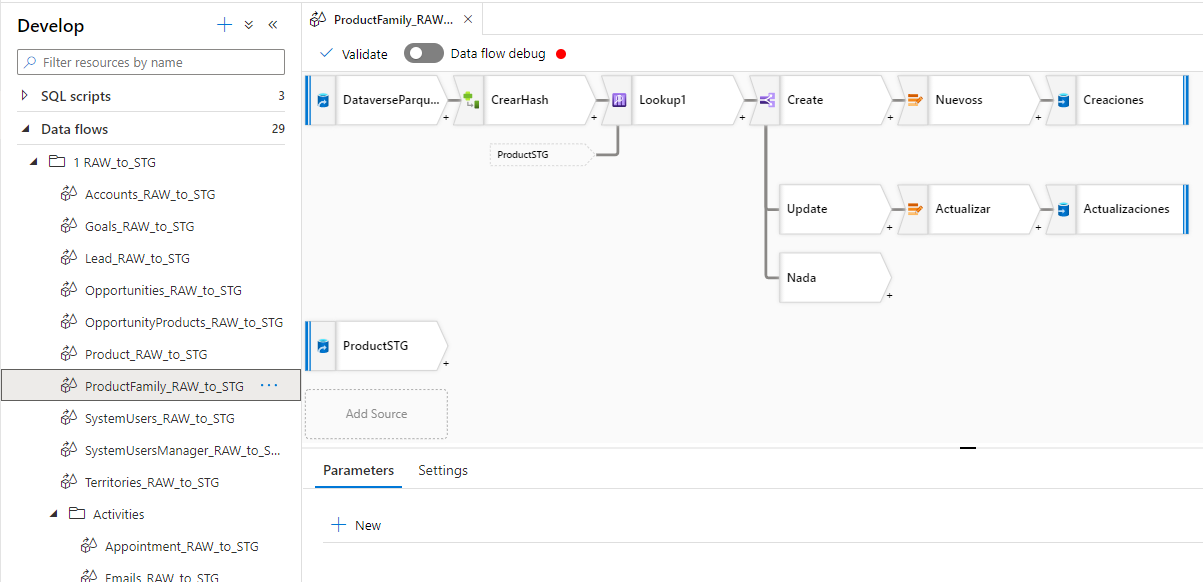 Develop
Filter resources by name
SQL scripts 3
Data flows 29
1 RAW_to_STG
Accounts_RAW_to_STG
Goals_RAW_to_STG
Lead_RAW_to_STG
Opportunities_RAW_to_STG
OpportunityProducts_RAW_to_STG
Product_RAW_to_STG
ProductFamily_RAW_to_STG ...
SystemUsers_RAW_to_STG
SystemUsersManager_RAW_to_S...
Territories_RAW_to_STG
Activities
Appointment_RAW_to_STG
Emails_RAW_to_STG
ProductFamily_RAW...
Validate Data flow debug
DataverseParqu... CrearHash Lookup1 Create Nuevoss Creaciones
ProductSTG
Update Actualizar Actualizaciones
Nada
ProductSTG
Add Source
Parameters Settings
New